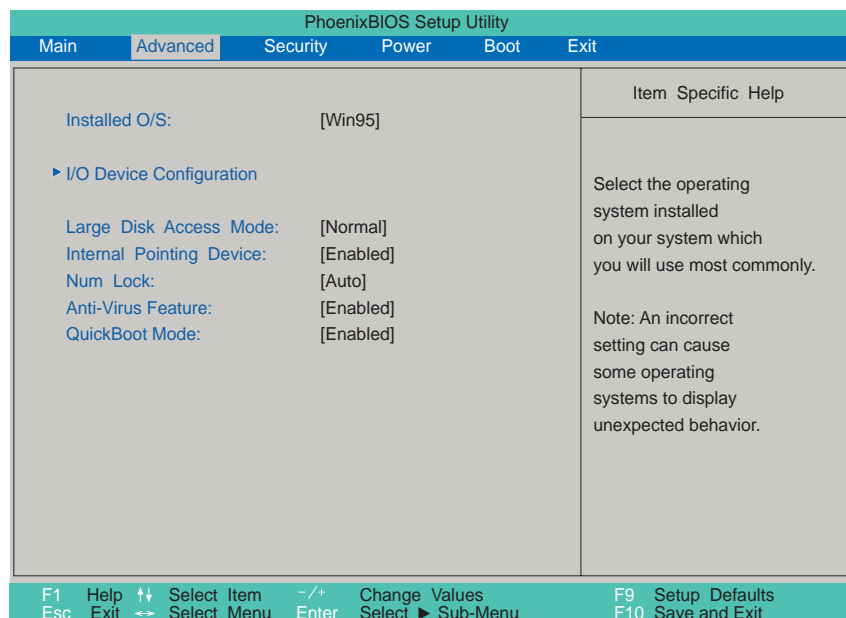 PhoenixBIOS Setup Utility
Main Advanced Security Power Boot Exit
Installed O/S: [Win95]
I/O Device Configuration
Large Disk Access Mode: [Normal]
Internal Pointing Device: [Enabled]
Num Lock: [Auto]
Anti-Virus Feature: [Enabled]
QuickBoot Mode: [Enabled]
Item Specific Help
Select the operating
system installed
on your system which
you will use most commonly.
Note: An incorrect
setting can cause
some operating
systems to display
unexpected behavior.
F1 Help ↑↓ Select Item -/+ Change Values F9 Setup Defaults
Esc Exit ↔ Select Menu Enter Select ▶ Sub-Menu F10 Save and Exit